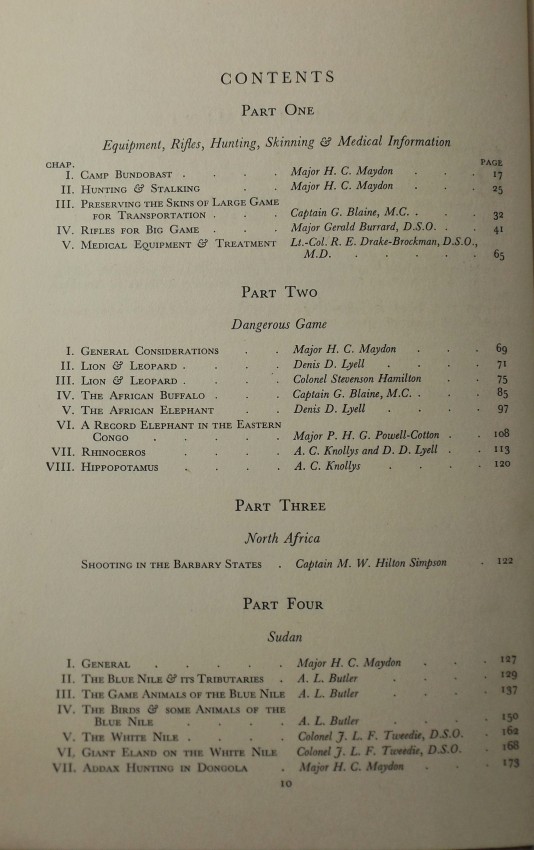 CONTENTS
PART ONE
Equipment, Rifles, Hunting, Skinning & Medical Information
CHAP. PAGE
I. CAMP BUNDOBAST . . . . Major H. C. Maydon . . . 17
II. HUNTING & STALKING . . . Major H. C. Maydon . . . 25
III. PRESERVING THE SKINS OF LARGE GAME
FOR TRANSPORTATION . . . Captain G. Blaine, M.C. . . . 32
IV. RIFLES FOR BIG GAME . . . Major Gerald Burrard, D.S.O. . . 41
V. MEDICAL EQUIPMENT & TREATMENT Lt.-Col. R. E. Drake-Brockman, D.S.O.,
M.D. . . . . . 65
PART TWO
Dangerous Game
I. GENERAL CONSIDERATIONS . . Major H. C. Maydon . . . 69
II. LION & LEOPARD . . . . Denis D. Lyell . . . 71
III. LION & LEOPARD . . . . Colonel Stevenson Hamilton . . 75
IV. THE AFRICAN BUFFALO . . . Captain G. Blaine, M.C. . . . 85
V. THE AFRICAN ELEPHANT . . Denis D. Lyell . . . 97
VI. A RECORD ELEPHANT IN THE EASTERN
CONGO . . . . . Major P. H. G. Powell-Cotton . . 108
VII. RHINOCEROS . . . . A. C. Knollys and D. D. Lyell . . 113
VIII. HIPPOPOTAMUS . . . . A. C. Knollys . . . . 120
PART THREE
North Africa
SHOOTING IN THE BARBARY STATES . Captain M. W. Hilton Simpson . 122
PART FOUR
Sudan
I. GENERAL . . . . . Major H. C. Maydon . . . 127
II. THE BLUE NILE & ITS TRIBUTARIES . A. L. Butler . . . . 129
III. THE GAME ANIMALS OF THE BLUE NILE A. L. Butler . . . . 137
IV. THE BIRDS & SOME ANIMALS OF THE
BLUE NILE . . . . A. L. Butler . . . . 150
V. THE WHITE NILE . . . . Colonel J. L. F. Tweedie, D.S.O. . 162
VI. GIANT ELAND ON THE WHITE NILE Colonel J. L. F. Tweedie, D.S.O. . 168
VII. ADDAX HUNTING IN DONGOLA . Major H. C. Maydon . . . 173
10